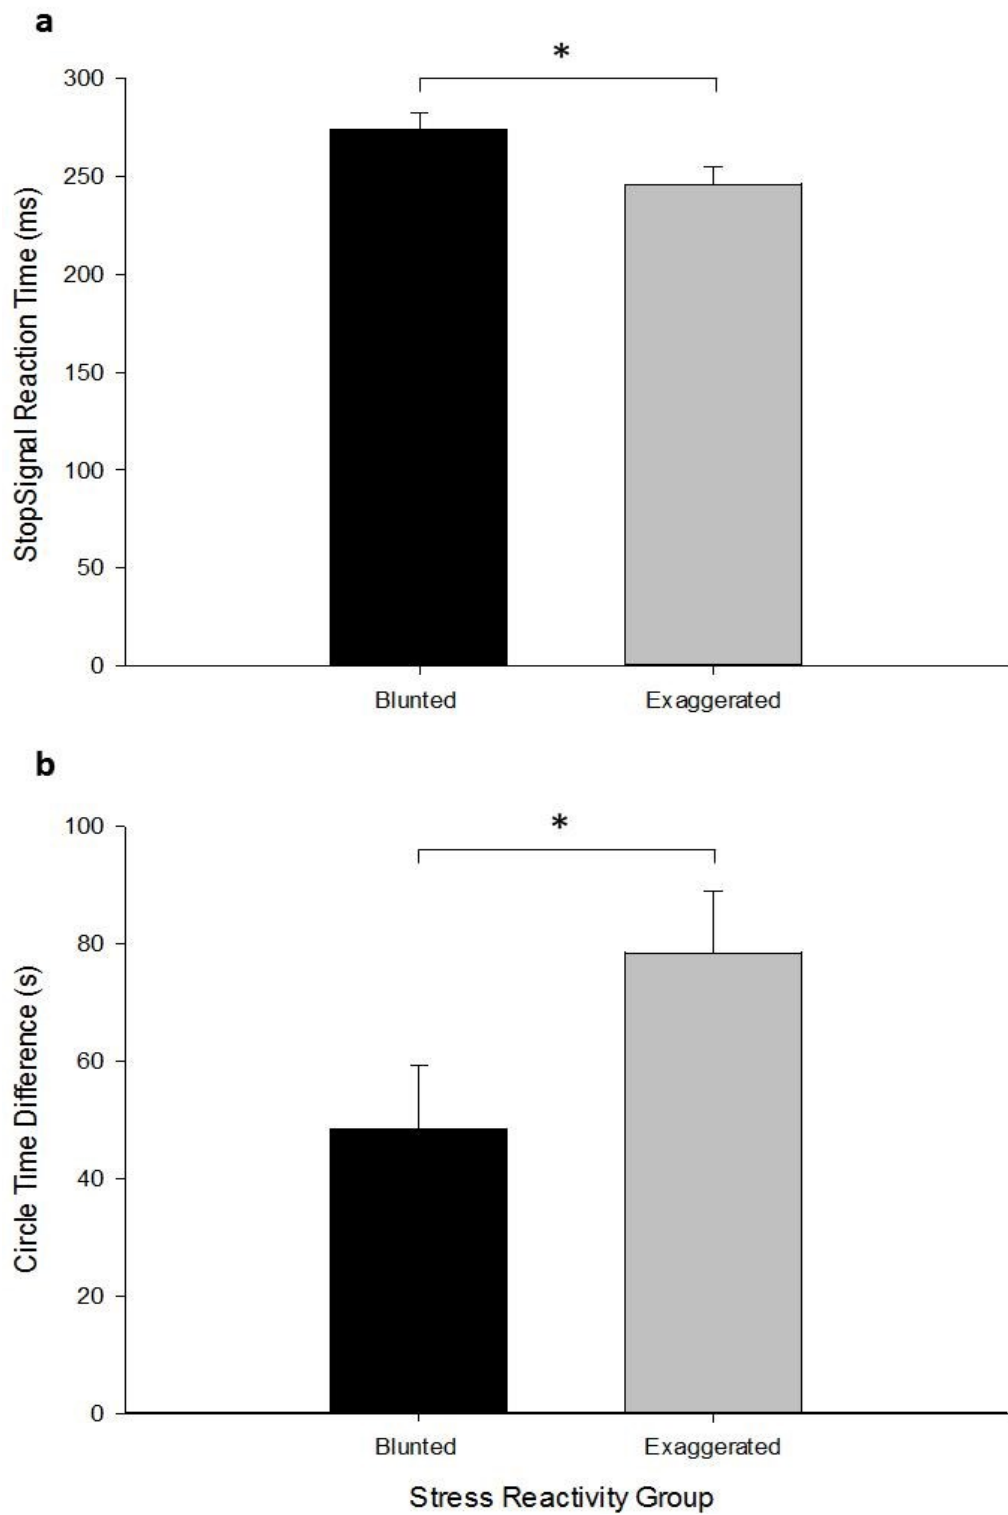 a
*
300
250
200
150
100
50
0
StopSignal Reaction Time (ms)
Blunted Exaggerated
b
*
100
80
60
40
20
0
Circle Time Difference (s)
Blunted Exaggerated
Stress Reactivity Group